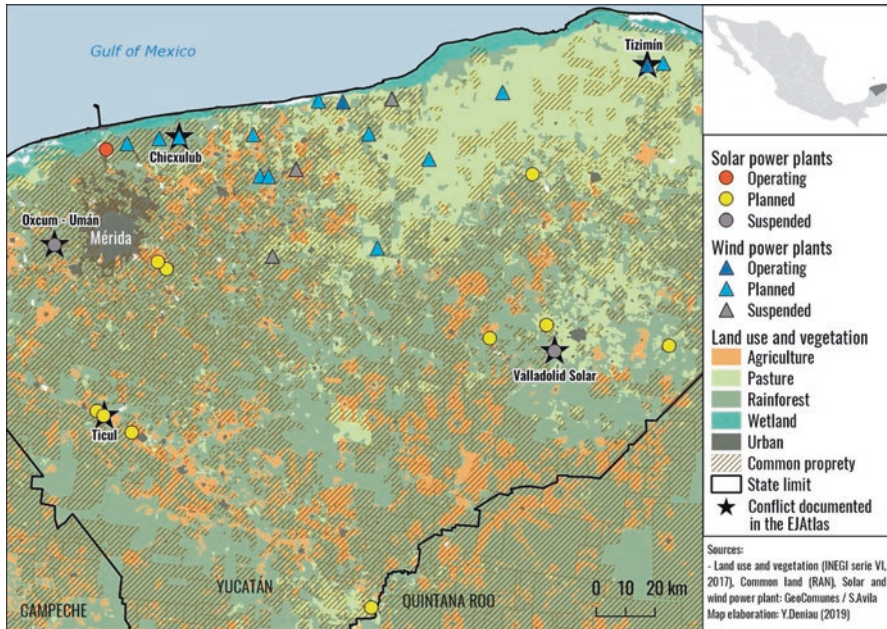 Gulf of Mexico
Tizimín
Chicxulub
Oxcum - Umán
Mérida
Valladolid Solar
Ticul
CAMPECHE
YUCATÁN
QUINTANA ROO
0 10 20 km
Solar power plants
Operating
Planned
Suspended
Wind power plants
Operating
Planned
Suspended
Land use and vegetation
Agriculture
Pasture
Rainforest
Wetland
Urban
Common proprety
State limit
Conflict documented
in the EJAtlas
Sources:
- Land use and vegetation (INEGI serie VI,
2017), Common land (RAN), Solar and
wind power plant: GeoComunes / S.Avila
Map elaboration: Y.Deniau (2019)